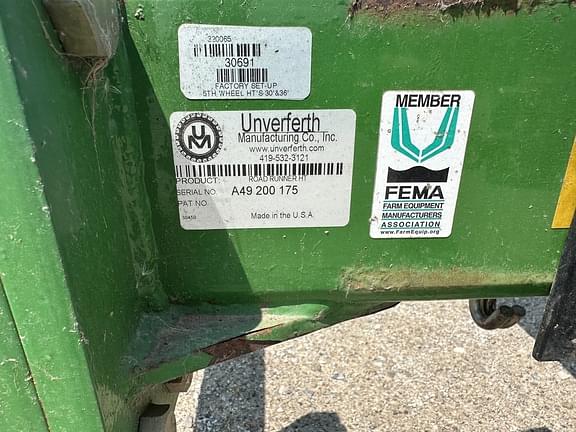 220065
30691
FACTORY SET-UP
5TH WHEEL HT'S 30'&36'
UM
Unverferth
Manufacturing Co., Inc.
www.unverferth.com
419-532-3121
PRODUCT: ROAD RUNNER HT
SERIAL NO. A49 200 175
PAT NO.
Made in the U.S.A
MEMBER
FEMA
FARM EQUIPMENT
MANUFACTURERS
ASSOCIATION
www.FarmEquip.org